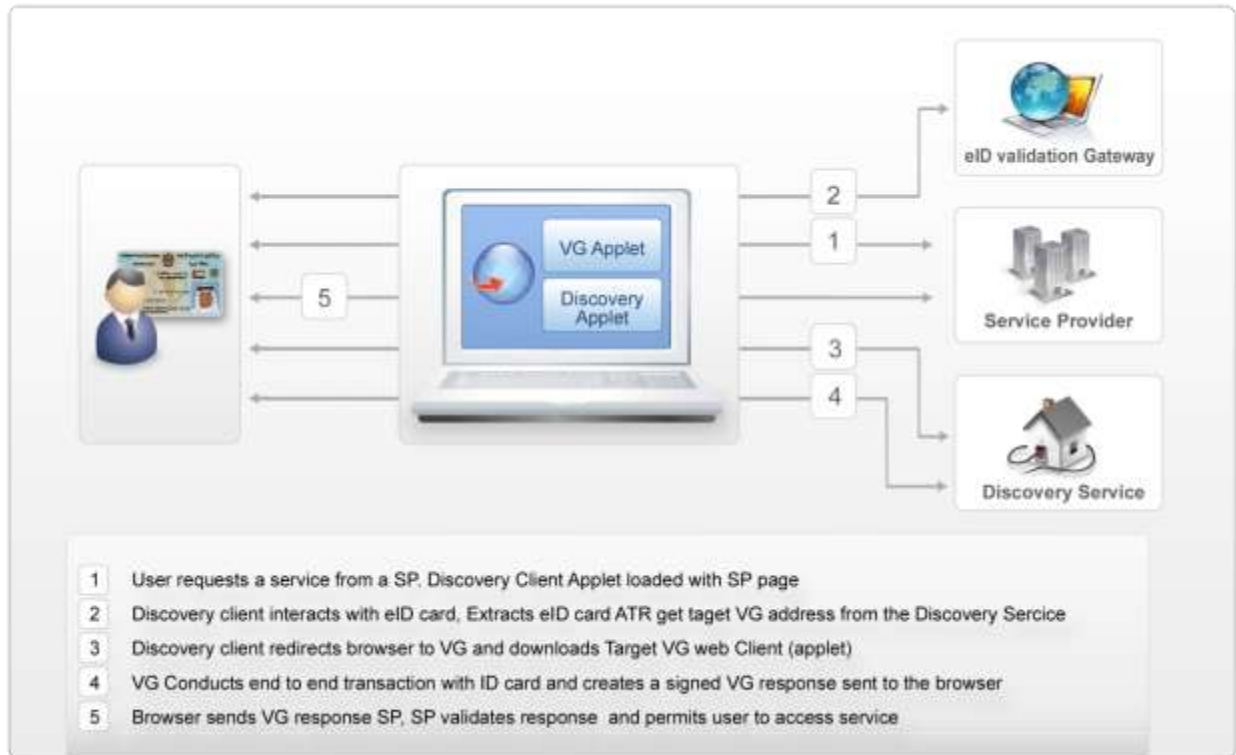 eID validation Gateway
2
1
VG Applet
5
Discovery
Applet
Service Provider
3
4
Discovery Service
1 User requests a service from a SP. Discovery Client Applet loaded with SP page
2 Discovery client interacts with eID card, Extracts eID card ATR get taget VG address from the Discovery Sercice
3 Discovery client redirects browser to VG and downloads Target VG web Client (applet)
4 VG Conducts end to end transaction with ID card and creates a signed VG response sent to the browser
5 Browser sends VG response SP, SP validates response and permits user to access service